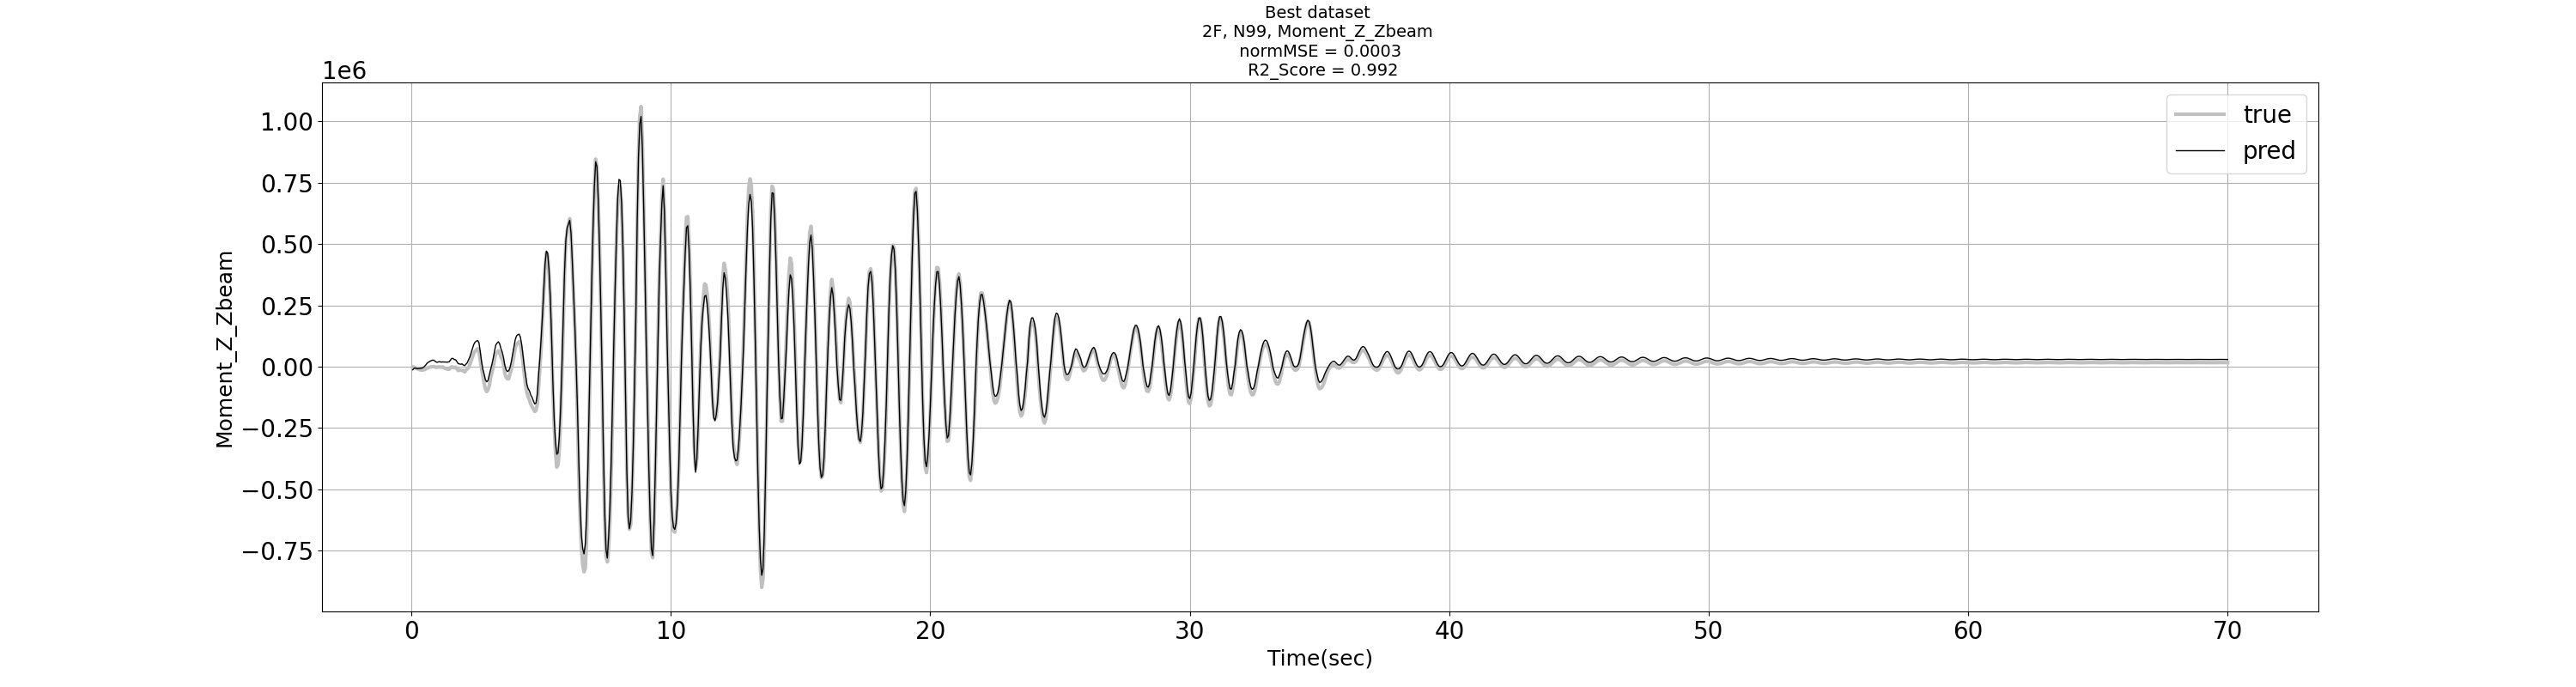 Best dataset
2F, N99, Moment_Z_Zbeam
normMSE = 0.0003
R2_Score = 0.992
1e6
true
pred
1.00
0.75
0.50
0.25
0.00
−0.25
−0.50
−0.75
Moment_Z_Zbeam
0 10 20 30 40 50 60 70
Time(sec)